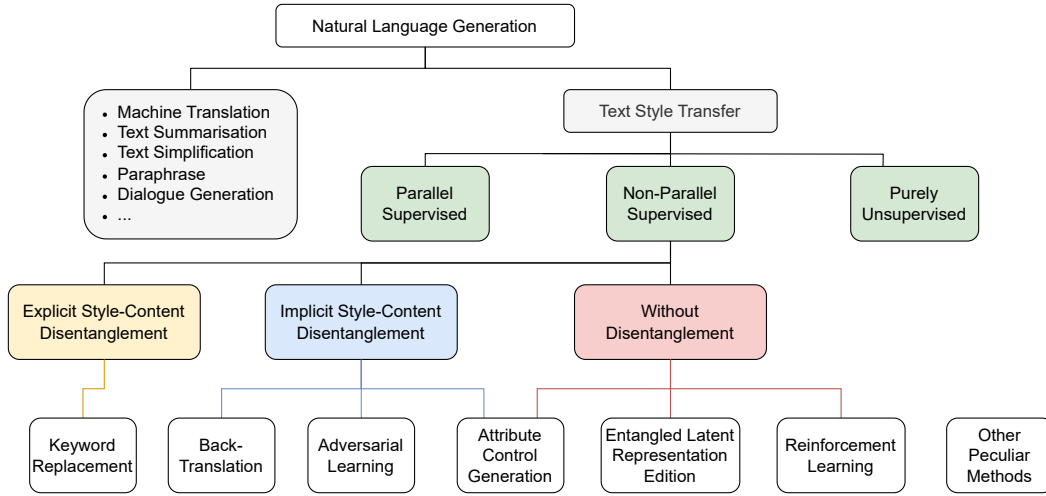 Natural Language Generation
• Machine Translation
• Text Summarisation
• Text Simplification
• Paraphrase
• Dialogue Generation
• ...
Text Style Transfer
Parallel
Supervised
Non-Parallel
Supervised
Purely
Unsupervised
Explicit Style-Content
Disentanglement
Implicit Style-Content
Disentanglement
Without
Disentanglement
Keyword
Replacement
Back-
Translation
Adversarial
Learning
Attribute
Control
Generation
Entangled Latent
Representation
Edition
Reinforcement
Learning
Other
Peculiar
Methods